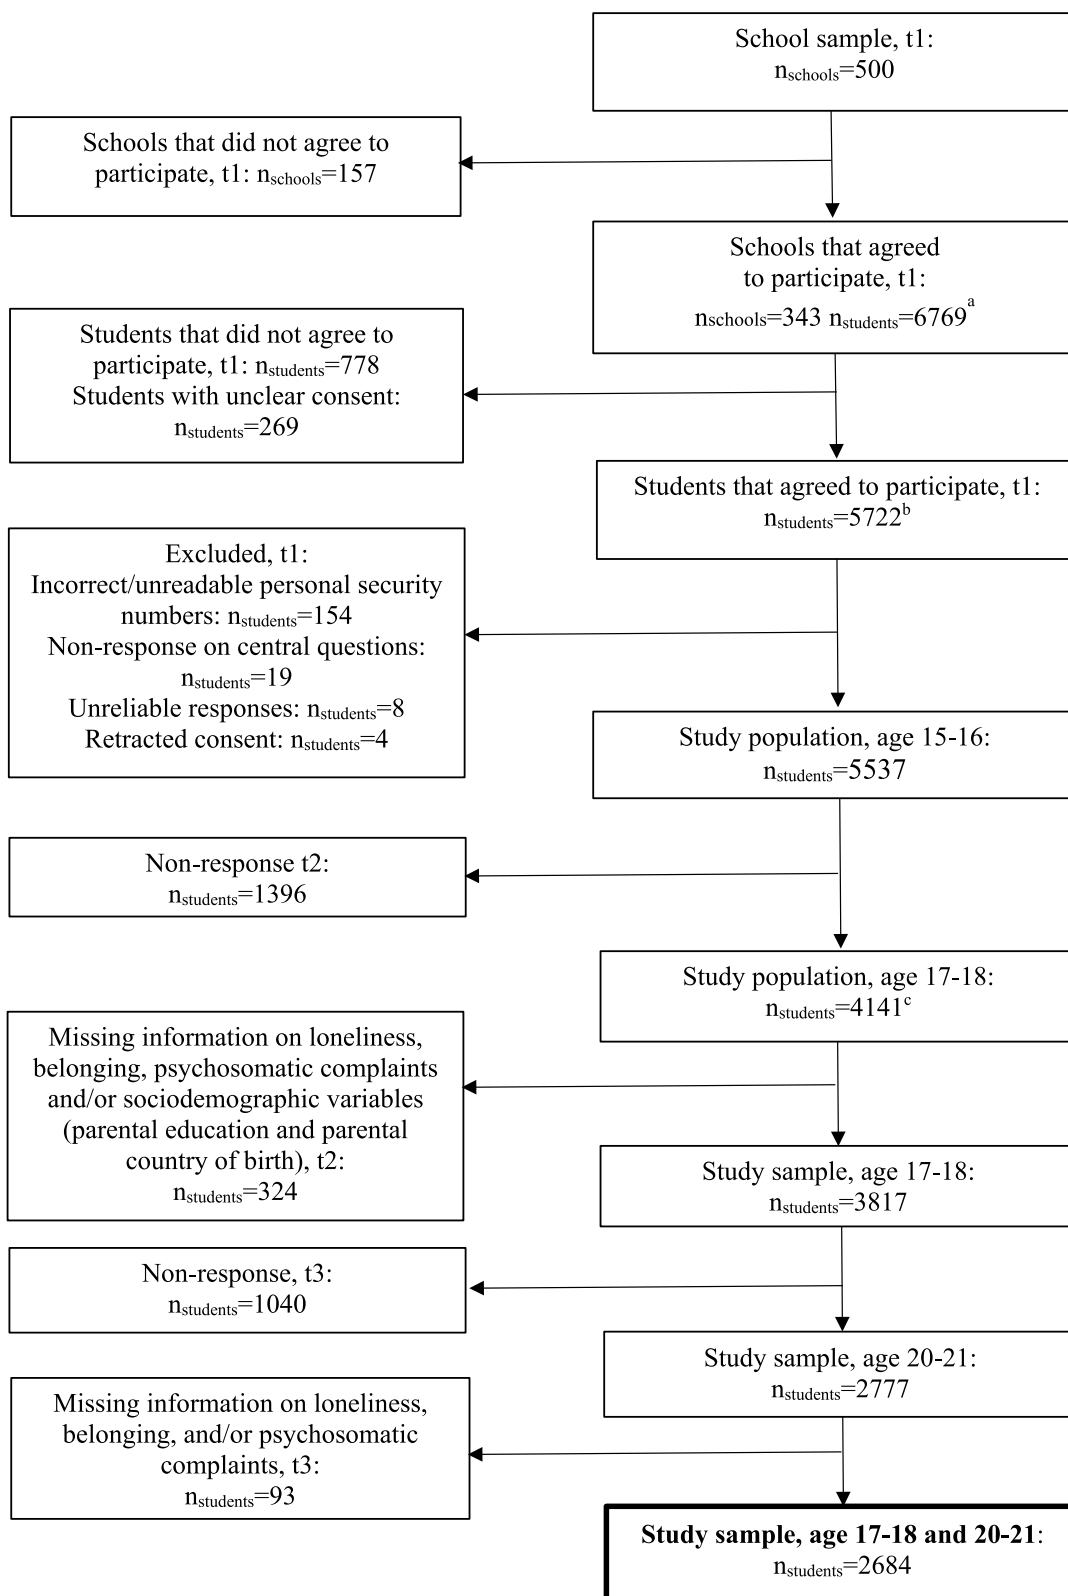 School sample, t1:
nschools=500
Schools that did not agree to
participate, t1: nschools=157
Schools that agreed
to participate, t1:
nschools=343 nstudents=6769a
Students that did not agree to
participate, t1: nstudents=778
Students with unclear consent:
nstudents=269
Students that agreed to participate, t1:
nstudents=5722b
Excluded, t1:
Incorrect/unreadable personal security
numbers: nstudents=154
Non-response on central questions:
nstudents=19
Unreliable responses: nstudents=8
Retracted consent: nstudents=4
Study population, age 15-16:
nstudents=5537
Non-response t2:
nstudents=1396
Study population, age 17-18:
nstudents=4141c
Missing information on loneliness,
belonging, psychosomatic complaints
and/or sociodemographic variables
(parental education and parental
country of birth), t2:
nstudents=324
Study sample, age 17-18:
nstudents=3817
Non-response, t3:
nstudents=1040
Study sample, age 20-21:
nstudents=2777
Missing information on loneliness,
belonging, and/or psychosomatic
complaints, t3:
nstudents=93
Study sample, age 17-18 and 20-21:
nstudents=2684